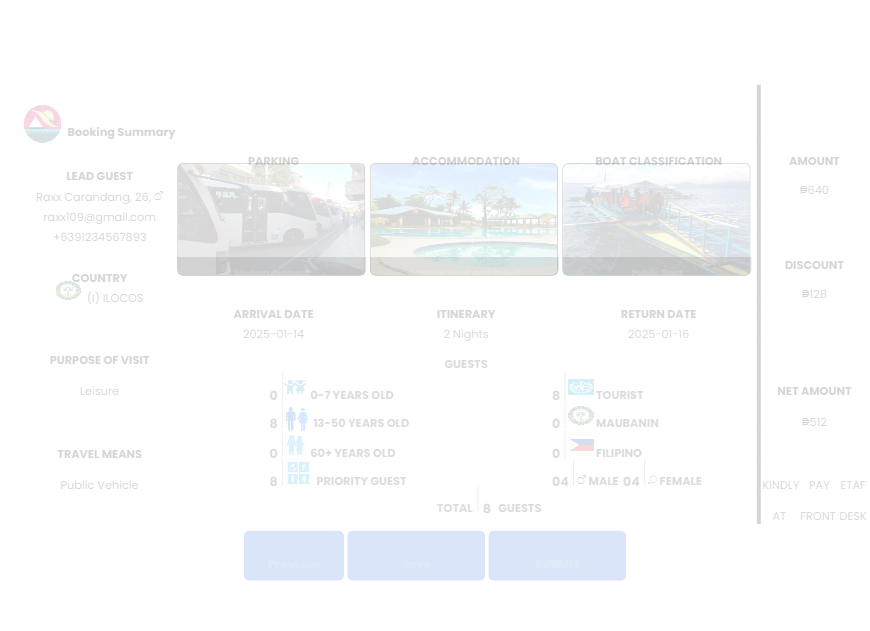 Booking Summary
LEAD GUEST
Raxx Carandang, 26,
raxx109@gmail.com
+6391234567893
COUNTRY
(I) ILOCOS
PURPOSE OF VISIT
Leisure
TRAVEL MEANS
Public Vehicle
PARKING
ACCOMMODATION
BOAT CLASSIFICATION
ARRIVAL DATE
2025-01-14
ITINERARY
2 Nights
RETURN DATE
2025-01-16
GUESTS
0 0-7 YEARS OLD
8 13-50 YEARS OLD
0 60+ YEARS OLD
8 PRIORITY GUEST
8 TOURIST
0 MAUBANIN
0 FILIPINO
04 MALE 04 FEMALE
TOTAL 8 GUESTS
Previous
Save
AMOUNT
₱640
DISCOUNT
₱128
NET AMOUNT
₱512
KINDLY PAY ETAF
AT FRONT DESK